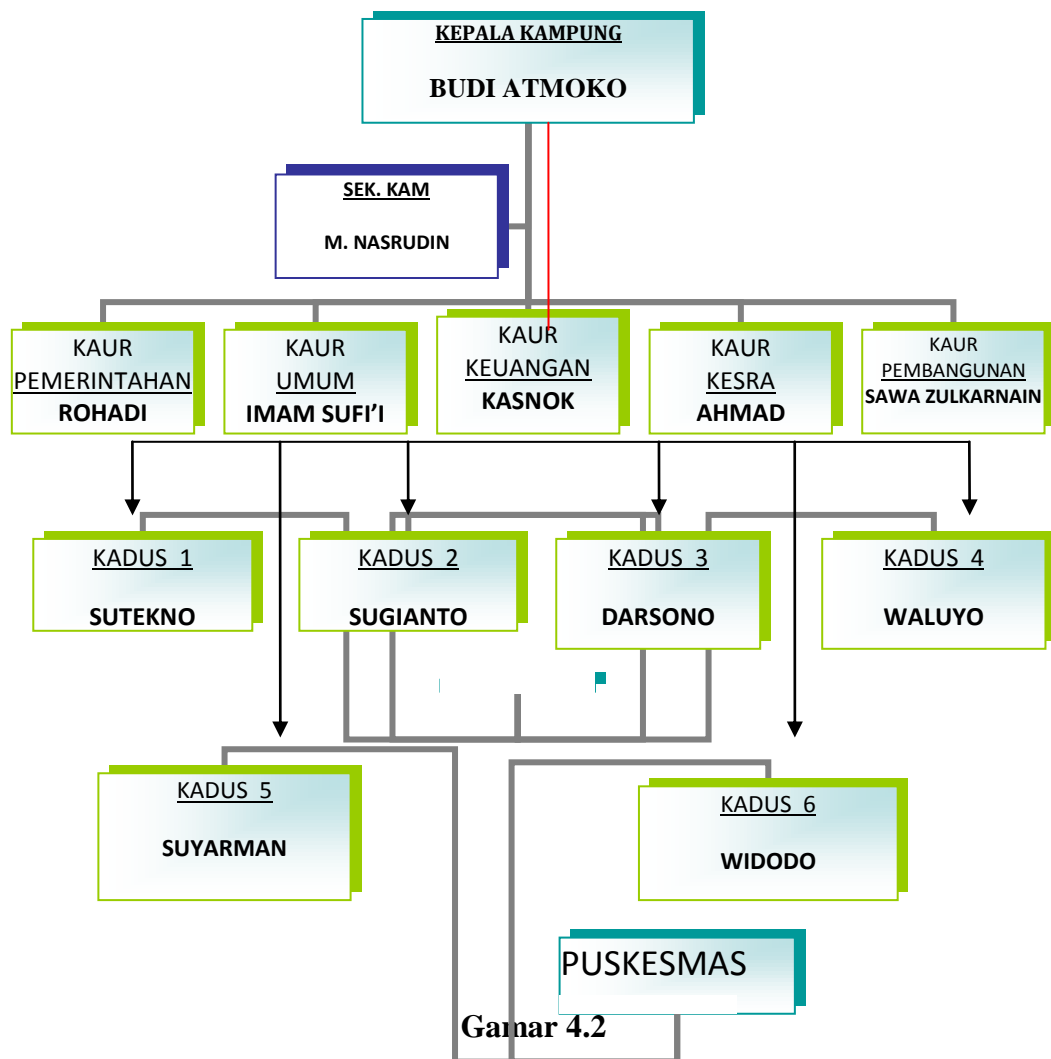 KEPALA KAMPUNG
BUDI ATMOKO
SEK. KAM
M. NASRUDIN
KAUR
PEMERINTAHAN
ROHADI
KAUR
UMUM
IMAM SUFI’I
KAUR
KEUANGAN
KASNOK
KAUR
KESRA
AHMAD
KAUR
PEMBANGUNAN
SAWA ZULKARNAIN
KADUS 1
SUTEKNO
KADUS 2
SUGIANTO
KADUS 3
DARSONO
KADUS 4
WALUYO
KADUS 5
SUYARMAN
KADUS 6
WIDODO
PUSKESMAS
Gamar 4.2